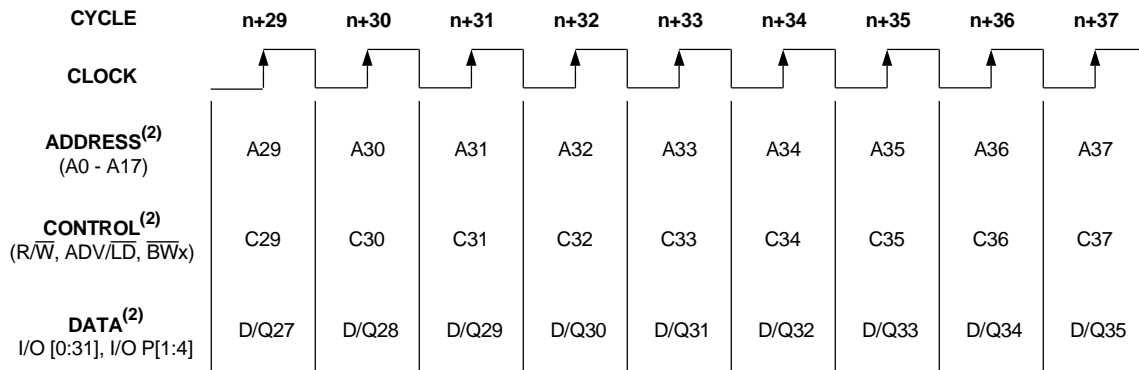 CYCLE n+29 n+30 n+31 n+32 n+33 n+34 n+35 n+36 n+37
CLOCK
ADDRESS(2)
(A0 - A17) A29 A30 A31 A32 A33 A34 A35 A36 A37
CONTROL(2)
(R/W̅, ADV/L̅D̅, B̅W̅x) C29 C30 C31 C32 C33 C34 C35 C36 C37
DATA(2)
I/O [0:31], I/O P[1:4] D/Q27 D/Q28 D/Q29 D/Q30 D/Q31 D/Q32 D/Q33 D/Q34 D/Q35